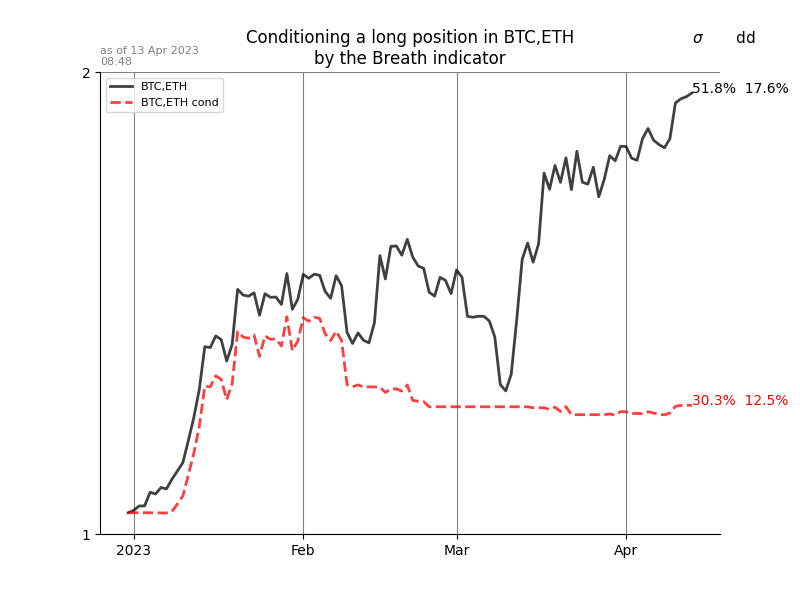 Conditioning a long position in BTC,ETH
by the Breath indicator
σ dd
as of 13 Apr 2023
08:48
2
BTC,ETH
BTC,ETH cond
51.8% 17.6%
30.3% 12.5%
1
2023 Feb Mar Apr